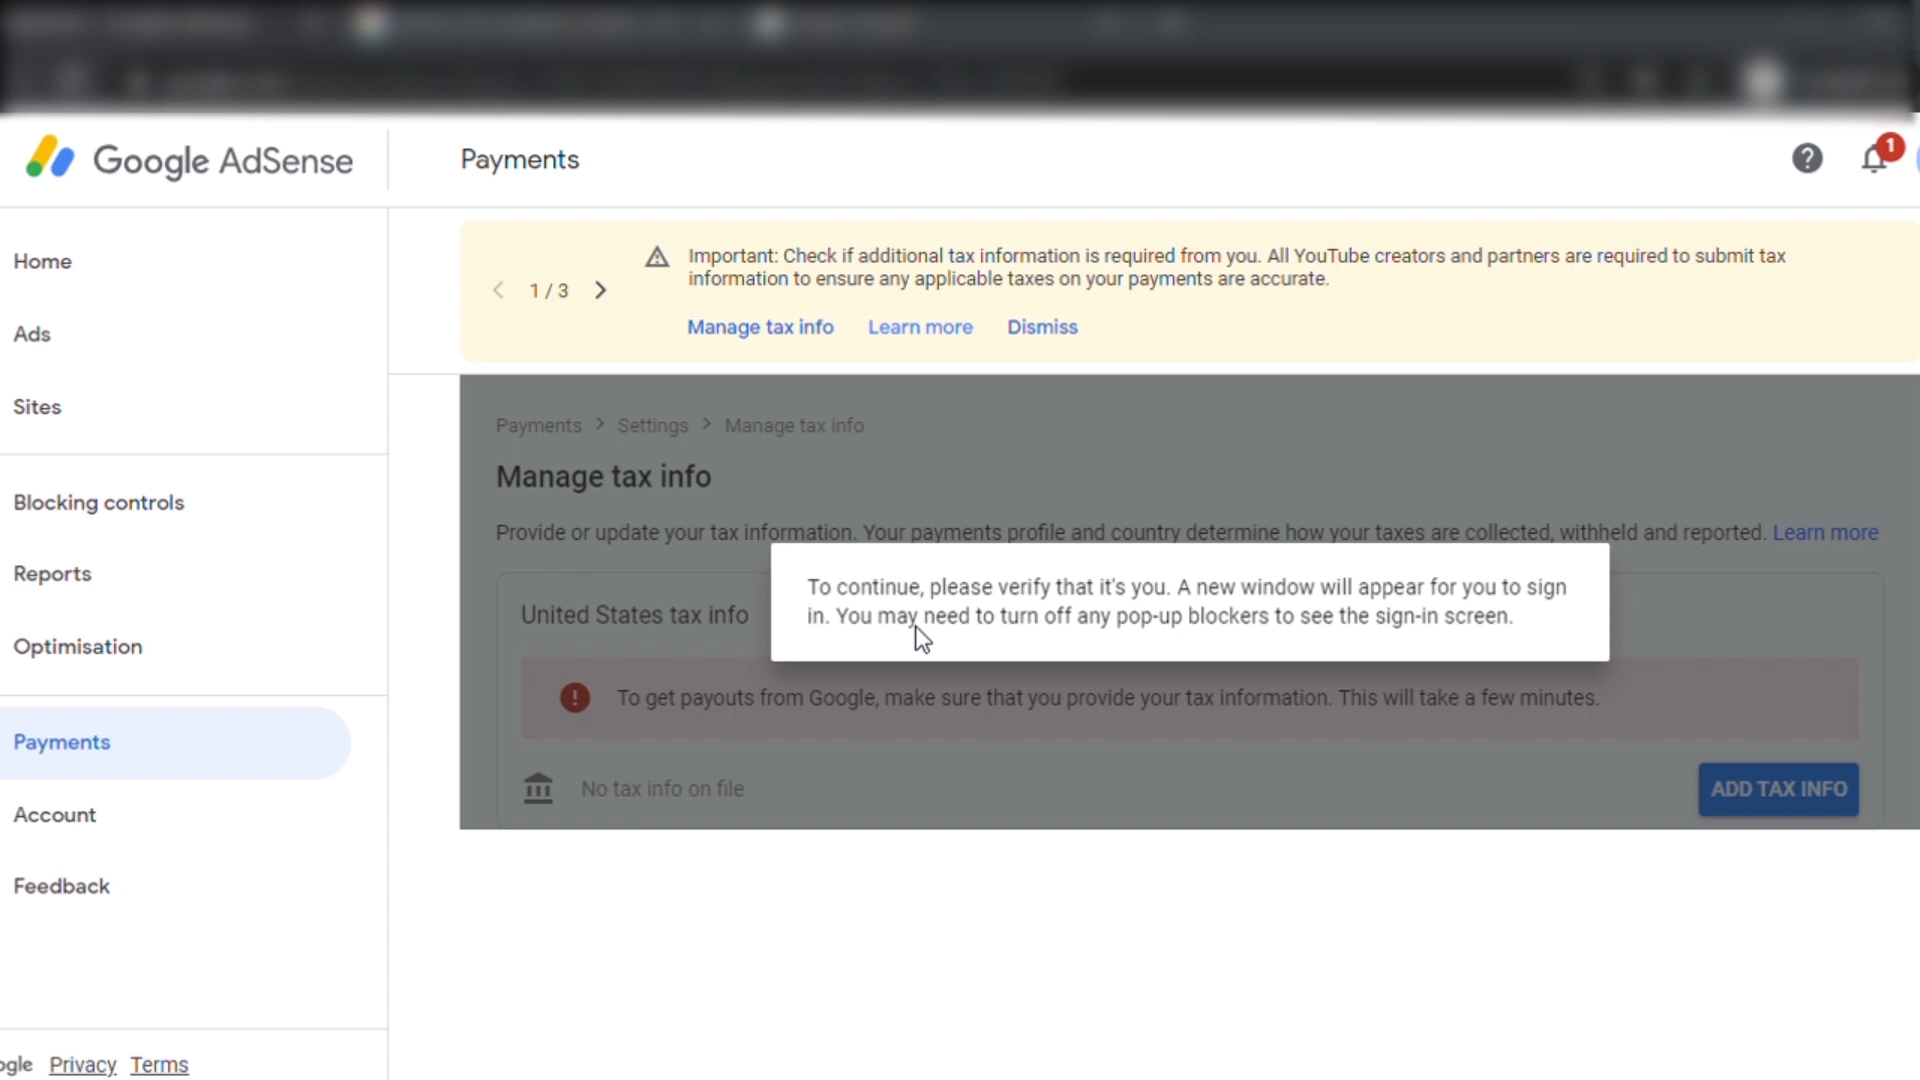 Google AdSense
Payments
1
Home
Ads
Sites
Blocking controls
Reports
Optimisation
Payments
Account
Feedback
ogle Privacy Terms
1 / 3
Important: Check if additional tax information is required from you. All YouTube creators and partners are required to submit tax
information to ensure any applicable taxes on your payments are accurate.
Manage tax info Learn more Dismiss
Payments > Settings > Manage tax info
Manage tax info
Provide or update your tax information. Your payments profile and country determine how your taxes are collected, withheld and reported. Learn more
To continue, please verify that it's you. A new window will appear for you to sign
in. You may need to turn off any pop-up blockers to see the sign-in screen.
United States tax info
To get payouts from Google, make sure that you provide your tax information. This will take a few minutes.
No tax info on file
ADD TAX INFO